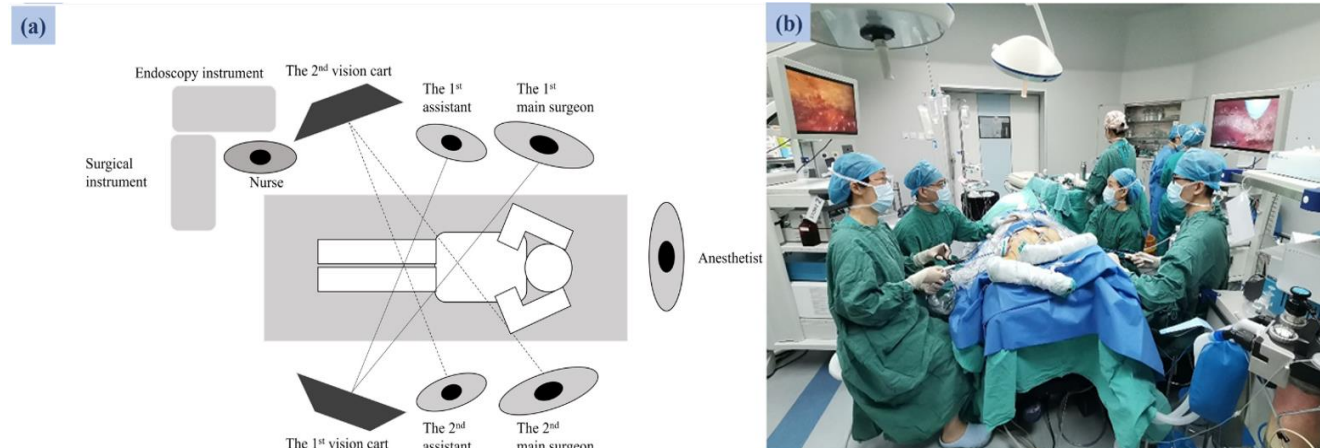 (a)
Endoscopy instrument
The 2nd vision cart
The 1st
assistant
The 1st
main surgeon
Surgical
instrument
Nurse
Anesthetist
The 1st vision cart
The 2nd
assistant
The 2nd
main surgeon
(b)